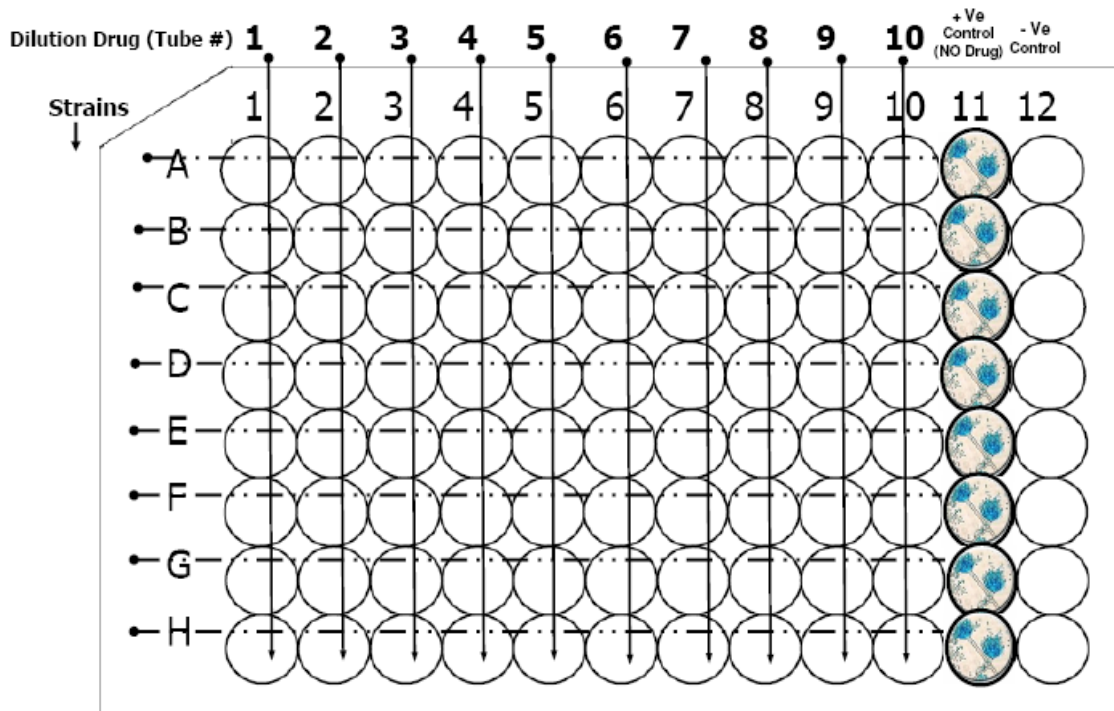 Dilution Drug (Tube #) 1 2 3 4 5 6 7 8 9 10 + Ve Control (NO Drug) - Ve Control
Strains
1 2 3 4 5 6 7 8 9 10 11 12
A
B
C
D
E
F
G
H